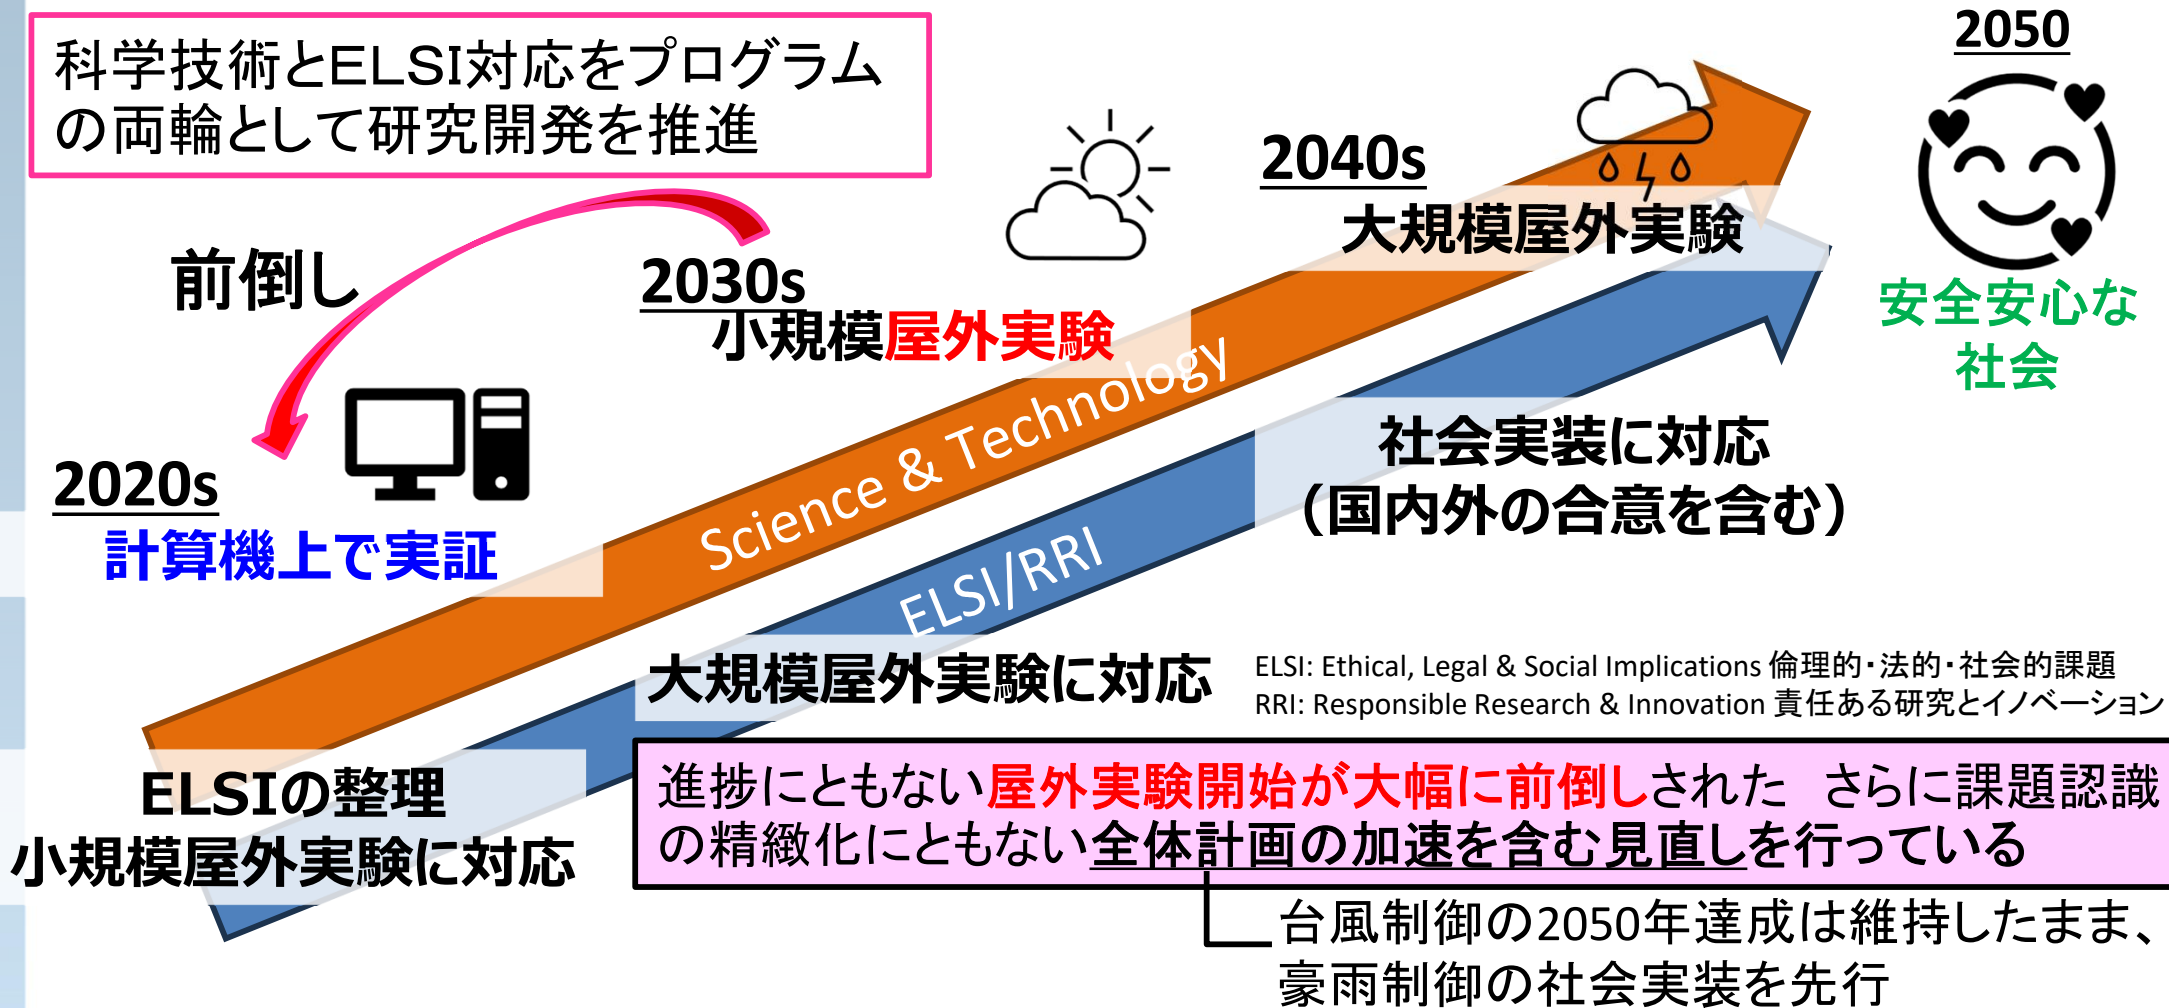 科学技術とELSI対応をプログラム
の両輪として研究開発を推進
2050
安全安心な
社会
2040s
大規模屋外実験
前倒し
2030s
小規模屋外実験
2020s
計算機上で実証
Science & Technology
ELSI/RRI
社会実装に対応
（国内外の合意を含む）
大規模屋外実験に対応
ELSI: Ethical, Legal & Social Implications 倫理的・法的・社会的課題
RRI: Responsible Research & Innovation 責任ある研究とイノベーション
ELSIの整理
小規模屋外実験に対応
進捗にともない屋外実験開始が大幅に前倒しされた　さらに課題認識
の精緻化にともない全体計画の加速を含む見直しを行っている
台風制御の2050年達成は維持したまま、
豪雨制御の社会実装を先行